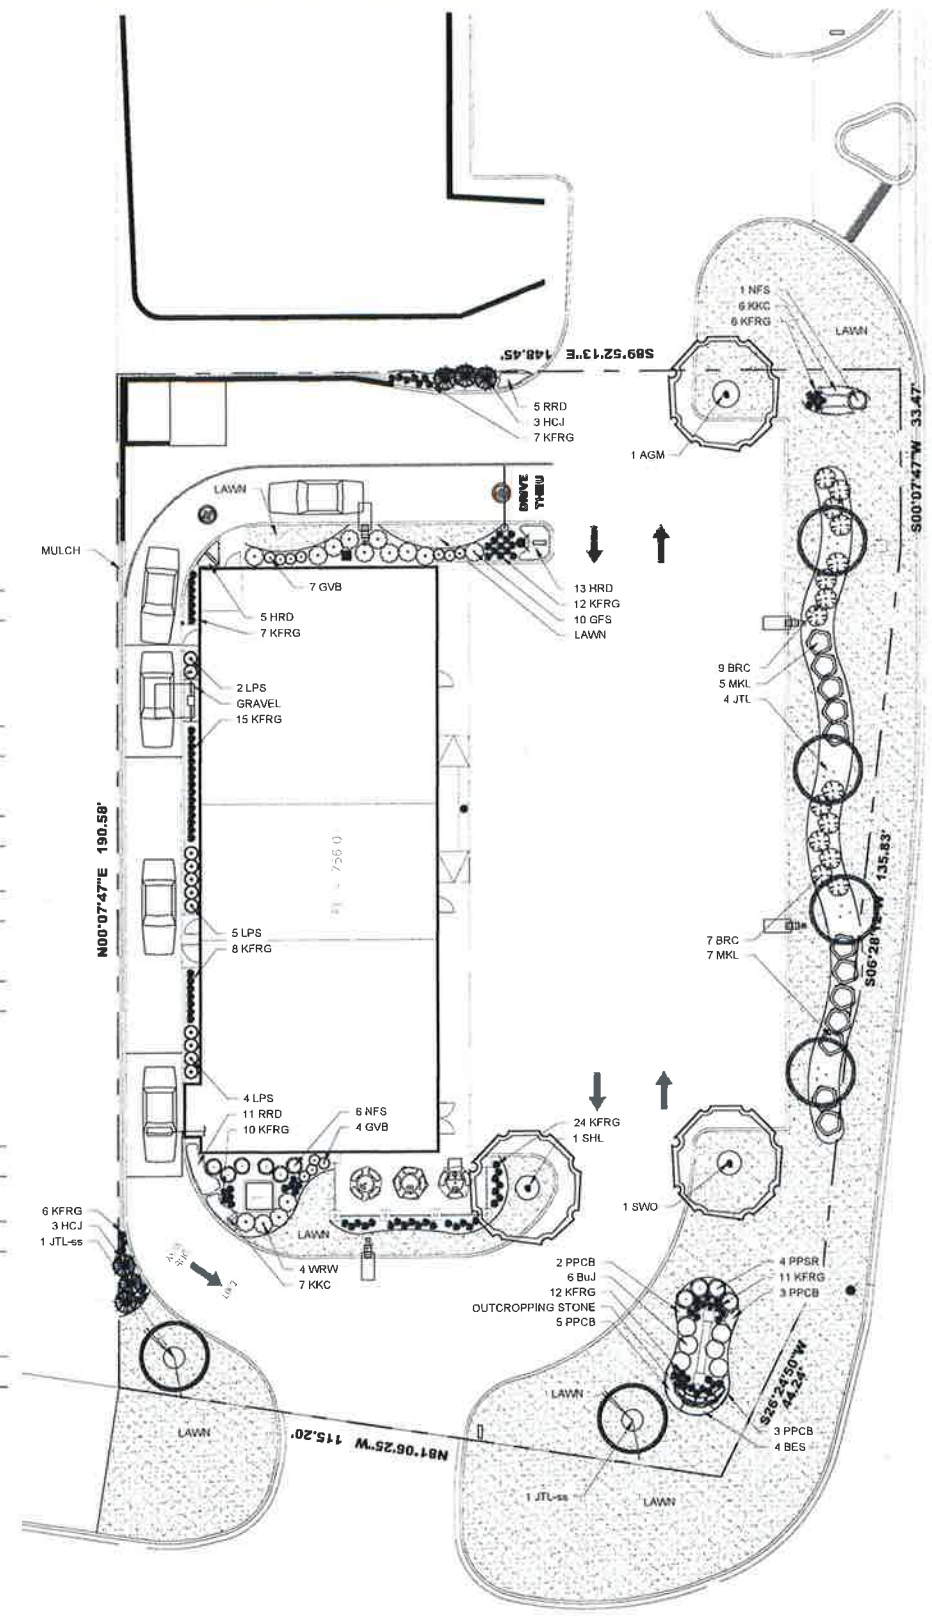 1 NFS
6 KKC
6 KFRG
LAWN
S89°52'13"E 148.45'
5 RRD
3 HCJ
7 KFRG
1 AGM
S00°07'47"W 33.47'
LAWN
DRIVE
THRU
MULCH
7 GVB
13 HRD
12 KFRG
10 GFS
LAWN
5 HRD
7 KFRG
9 BRC
5 MKL
4 JTL
2 LPS
GRAVEL
15 KFRG
N00°07'47"E 190.58'
135.83'
S06°28'12"W
5 LPS
8 KFRG
7 BRC
7 MKL
4 LPS
11 RRD
10 KFRG
6 NFS
4 GVB
24 KFRG
1 SHL
1 SWO
6 KFRG
3 HCJ
1 JTL-ss
LAWN
4 WRW
7 KKC
2 PPCB
6 BuJ
12 KFRG
OUTCROPPING STONE
5 PPCB
4 PPSR
11 KFRG
3 PPCB
S26°24'50"W
44.24'
LAWN
3 PPCB
4 BES
LAWN
N81°06'25"W 115.20'
1 JTL-ss
LAWN